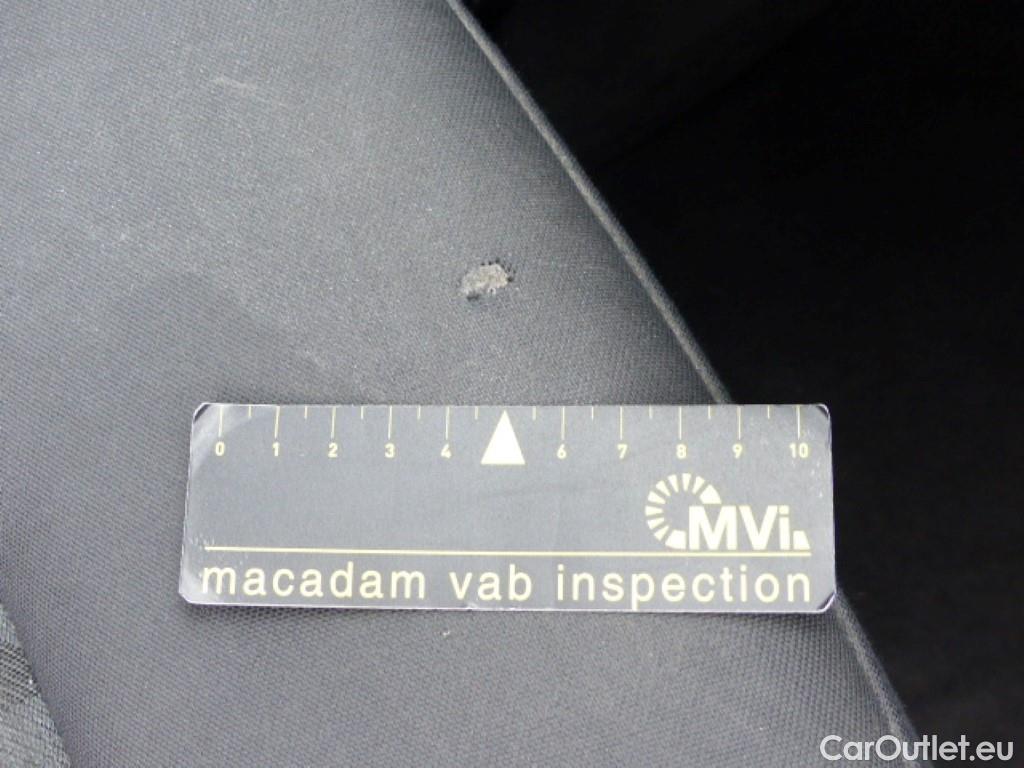 0 1 2 3 4 6 7 8 9 10
MVi
macadam vab inspection
CarOutlet.eu